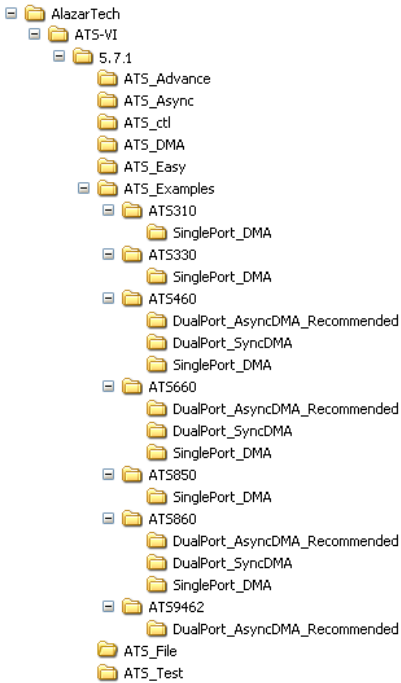 AlazarTech
ATS-VI
5.7.1
ATS_Advance
ATS_Async
ATS_ctl
ATS_DMA
ATS_Easy
ATS_Examples
ATS310
SinglePort_DMA
ATS330
SinglePort_DMA
ATS460
DualPort_AsyncDMA_Recommended
DualPort_SyncDMA
SinglePort_DMA
ATS660
DualPort_AsyncDMA_Recommended
DualPort_SyncDMA
SinglePort_DMA
ATS850
SinglePort_DMA
ATS860
DualPort_AsyncDMA_Recommended
DualPort_SyncDMA
SinglePort_DMA
ATS9462
DualPort_AsyncDMA_Recommended
ATS_File
ATS_Test